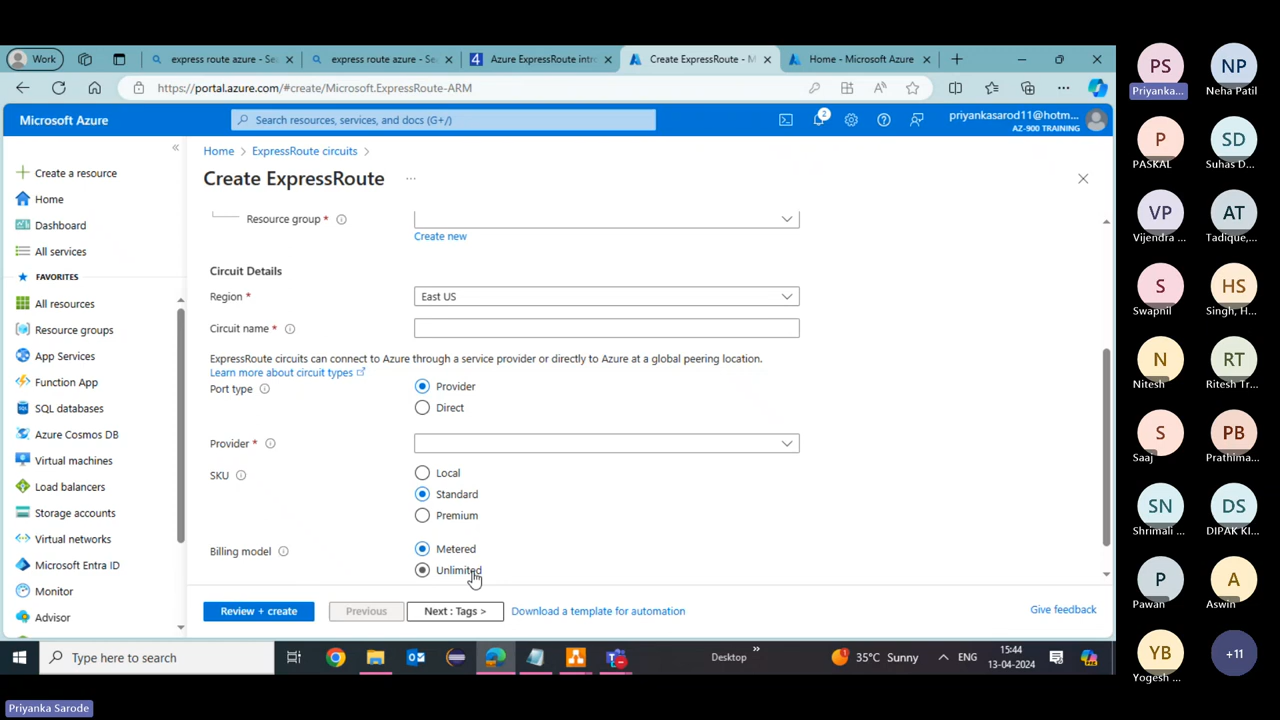 Work
express route azure - Se
express route azure - Se
Azure ExpressRoute intr
Create ExpressRoute - M
Home - Microsoft Azure
https://portal.azure.com/#create/Microsoft.ExpressRoute-ARM
Microsoft Azure
Search resources, services, and docs (G+/)
2
priyankasarod11@hotm...
AZ-900 TRAINING
Create a resource
Home
Dashboard
All services
FAVORITES
All resources
Resource groups
App Services
Function App
SQL databases
Azure Cosmos DB
Virtual machines
Load balancers
Storage accounts
Virtual networks
Microsoft Entra ID
Monitor
Advisor
Home > ExpressRoute circuits >
Create ExpressRoute ...
Resource group *
Create new
Circuit Details
Region *
East US
Circuit name *
ExpressRoute circuits can connect to Azure through a service provider or directly to Azure at a global peering location.
Learn more about circuit types
Port type
Provider
Direct
Provider *
SKU
Local
Standard
Premium
Billing model
Metered
Unlimited
Review + create
Previous
Next : Tags >
Download a template for automation
Give feedback
Type here to search
Desktop
35°C Sunny
ENG
15:44
13-04-2024
Priyanka Sarode
PS
Priyanka...
NP
Neha Patil
P
PASKAL
SD
Suhas D...
VP
Vijendra ...
AT
Tadique,...
S
Swapnil
HS
Singh, H...
N
Nitesh
RT
Ritesh Tr...
S
Saaj
PB
Prathima...
SN
Shrimali ...
DS
DIPAK KI...
P
Pawan
A
Aswin
YB
Yogesh ...
+11